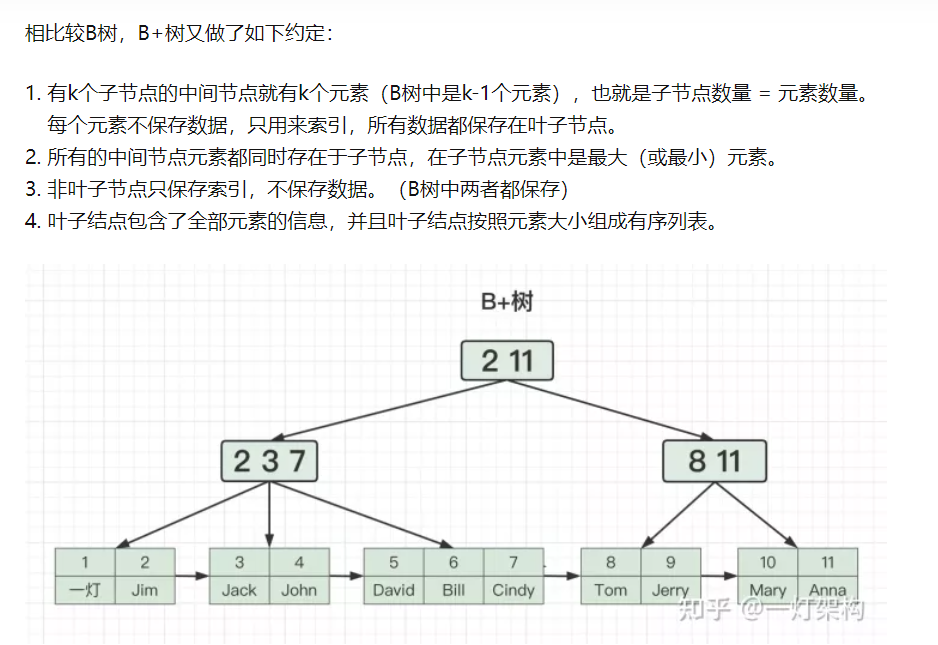 相比较B树，B+树又做了如下约定：
1. 有k个子节点的中间节点就有k个元素（B树中是k-1个元素），也就是子节点数量 = 元素数量。
每个元素不保存数据，只用来索引，所有数据都保存在叶子节点。
2. 所有的中间节点元素都同时存在于子节点，在子节点元素中是最大（或最小）元素。
3. 非叶子节点只保存索引，不保存数据。（B树中两者都保存）
4. 叶子结点包含了全部元素的信息，并且叶子结点按照元素大小组成有序列表。
B+树
2 11
2 3 7 8 11
1 2 3 4 5 6 7 8 9 10 11
一灯 Jim Jack John David Bill Cindy Tom Jerry Mary Anna
知乎 @一灯架构